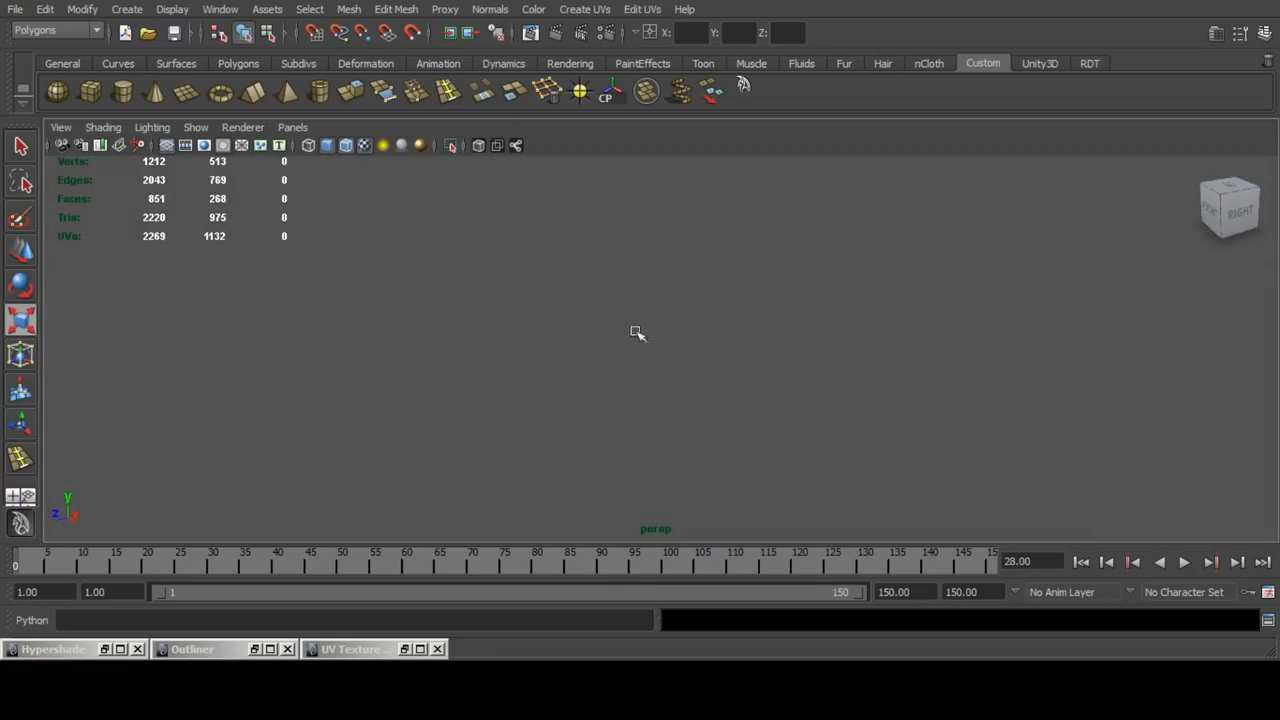 File Edit Modify Create Display Window Assets Select Mesh Edit Mesh Proxy Normals Color Create UVs Edit UVs Help
Polygons X: Y: Z:
General Curves Surfaces Polygons Subdivs Deformation Animation Dynamics Rendering PaintEffects Toon Muscle Fluids Fur Hair nCloth Custom Unity3D RDT
CP
View Shading Lighting Show Renderer Panels
T
Verts: 1212 513 0
Edges: 2043 769 0
Faces: 851 268 0
Tris: 2220 975 0
UVs: 2269 1132 0
RIGHT
y
z x
persp
0 5 10 15 20 25 30 35 40 45 50 55 60 65 70 75 80 85 90 95 100 105 110 115 120 125 130 135 140 145 15 28.00
1.00 1.00 1 150 150.00 150.00 No Anim Layer No Character Set
Python
Hypershade Outliner UV Texture ...